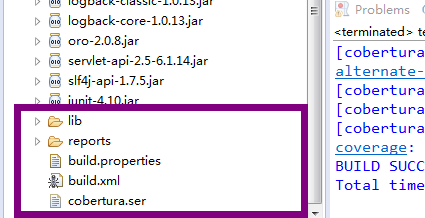 logback-classic-1.0.13.jar
logback-core-1.0.13.jar
oro-2.0.8.jar
servlet-api-2.5-6.1.14.jar
slf4j-api-1.7.5.jar
junit-4.10.jar
lib
reports
build.properties
build.xml
cobertura.ser
Problems
<terminated> te
[cobertura
alternate-
[cobertura
[cobertura
[cobertura
coverage:
BUILD SUCC
Total time